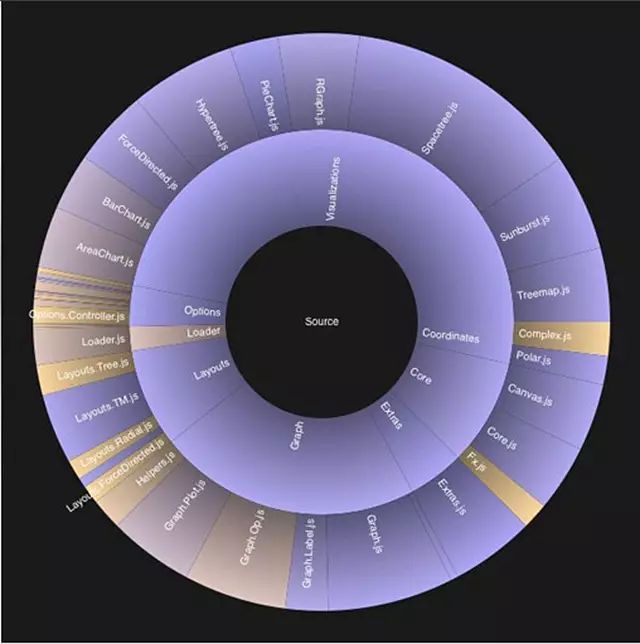 Source
Visualizations
Coordinates
Core
Extras
Graph
Layouts
Loader
Options
RGraph.js
Spacetree.js
Sunburst.js
Treemap.js
Complex.js
Polar.js
Canvas.js
Core.js
Fx.js
Extras.js
Graph.js
Graph.Label.js
Graph.Op.js
Graph.Plot.js
Helpers.js
ForceDirected.js
Layouts.Radial.js
Layouts.TM.js
Layouts.Tree.js
Loader.js
Options.Controller.js
AreaChart.js
BarChart.js
ForceDirected.js
Hypertree.js
PieChart.js